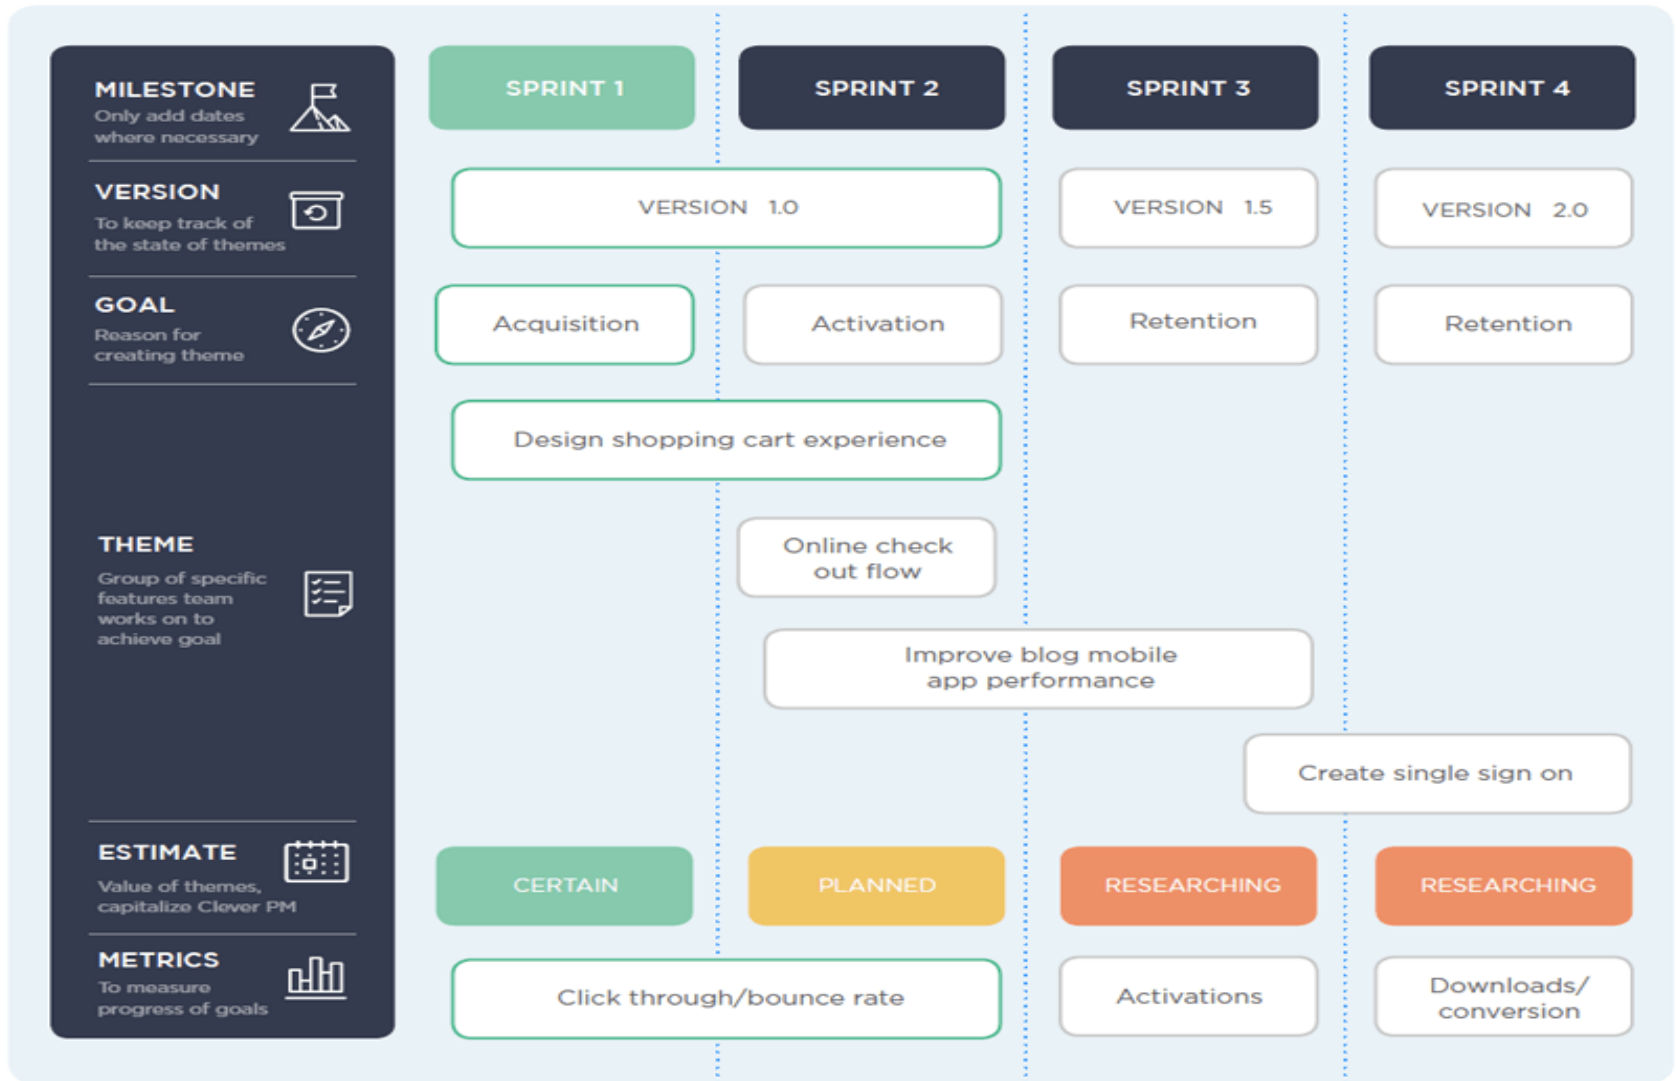 MILESTONE
Only add dates
where necessary
SPRINT 1
SPRINT 2
SPRINT 3
SPRINT 4
VERSION
To keep track of
the state of themes
VERSION 1.0
VERSION 1.5
VERSION 2.0
GOAL
Reason for
creating theme
Acquisition
Activation
Retention
Retention
THEME
Group of specific
features team
works on to
achieve goal
Design shopping cart experience
Online check
out flow
Improve blog mobile
app performance
Create single sign on
ESTIMATE
Value of themes,
capitalize Clever PM
CERTAIN
PLANNED
RESEARCHING
RESEARCHING
METRICS
To measure
progress of goals
Click through/bounce rate
Activations
Downloads/
conversion